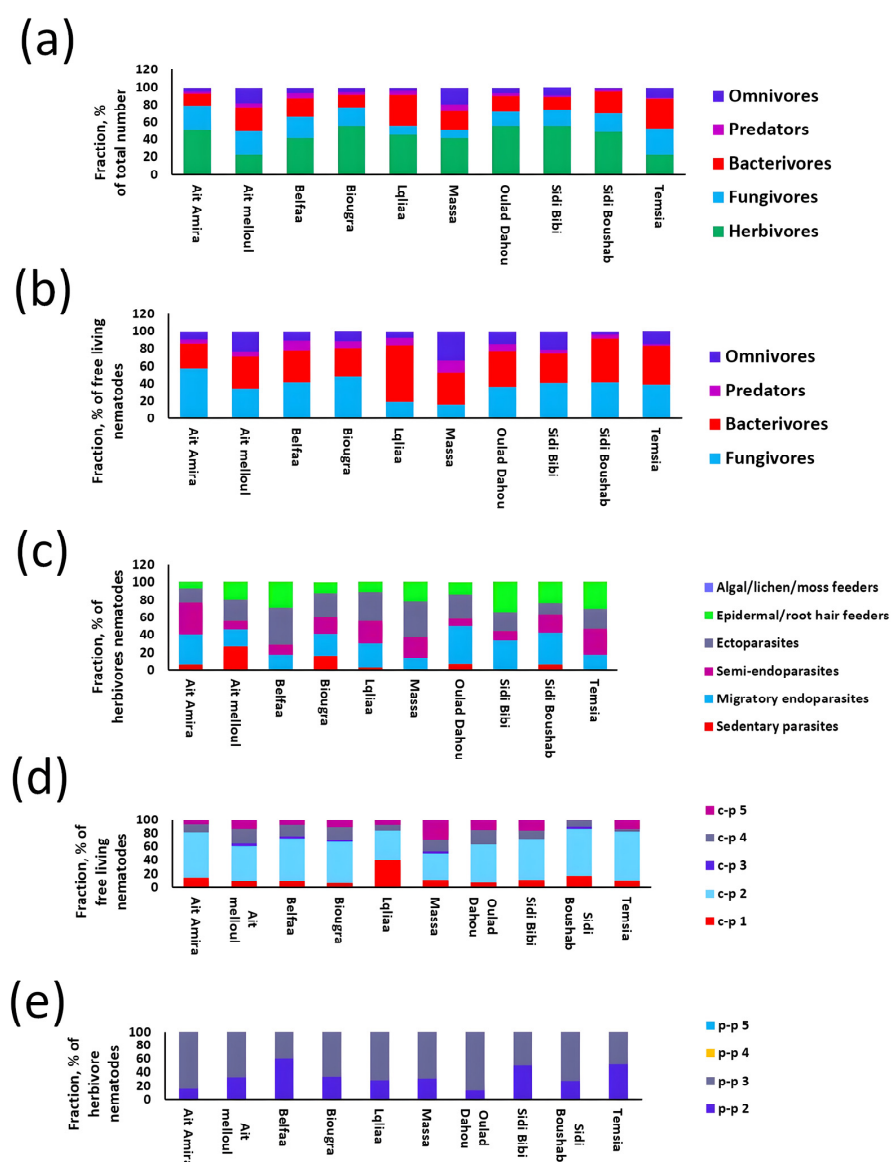 (a)
Fraction, %
of total number
120
100
80
60
40
20
0
Ait Amira
Ait melloul
Belfaa
Biougra
Lqliaa
Massa
Oulad Dahou
Sidi Bibi
Sidi Boushab
Temsia
Omnivores
Predators
Bacterivores
Fungivores
Herbivores
(b)
Fraction, % of free living
nematodes
120
100
80
60
40
20
0
Ait Amira
Ait melloul
Belfaa
Biougra
Lqliaa
Massa
Oulad Dahou
Sidi Bibi
Sidi Boushab
Temsia
Omnivores
Predators
Bacterivores
Fungivores
(c)
Fraction, % of
herbivores nematodes
120
100
80
60
40
20
0
Ait Amira
Ait melloul
Belfaa
Biougra
Lqliaa
Massa
Oulad Dahou
Sidi Bibi
Sidi Boushab
Temsia
Algal/lichen/moss feeders
Epidermal/root hair feeders
Ectoparasites
Semi-endoparasites
Migratory endoparasites
Sedentary parasites
(d)
Fraction, % of
free living
nematodes
100
80
60
40
20
0
Ait Amira
Ait
melloul
Belfaa
Biougra
Lqliaa
Massa
Oulad
Dahou
Sidi Bibi
Sidi
Boushab
Temsia
c-p 5
c-p 4
c-p 3
c-p 2
c-p 1
(e)
Fraction, % of
herbivore
nematodes
100
80
60
40
20
0
Ait Amira
Ait
melloul
Belfaa
Biougra
Lqliaa
Massa
Oulad
Dahou
Sidi Bibi
Sidi
Boushab
Temsia
p-p 5
p-p 4
p-p 3
p-p 2